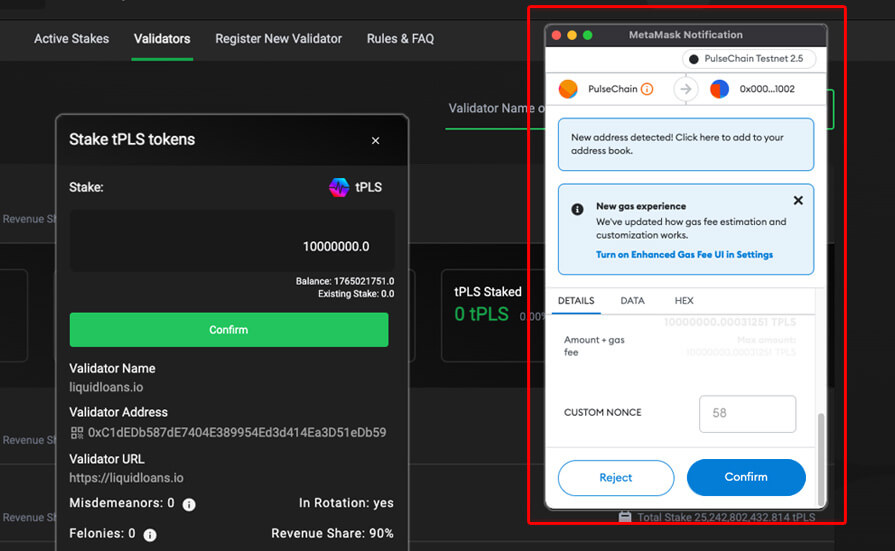 Active Stakes
Validators
Register New Validator
Rules & FAQ
Validator Name o
Revenue Sh
Stake tPLS tokens
×
Stake:
tPLS
10000000.0
Balance: 1765021751.0
Existing Stake: 0.0
Confirm
Validator Name
liquidloans.io
Validator Address
0xC1dEDb587dE7404E389954Ed3d414Ea3D51eDb59
Validator URL
https://liquidloans.io
Misdemeanors: 0
In Rotation: yes
Felonies: 0
Revenue Share: 90%
tPLS Staked
0 tPLS
0.00%
Revenue Sh
Revenue Sh
MetaMask Notification
PulseChain Testnet 2.5
PulseChain
0x000...1002
New address detected! Click here to add to your
address book.
New gas experience
We've updated how gas fee estimation and
customization works.
Turn on Enhanced Gas Fee UI in Settings
DETAILS
DATA
HEX
10000000.00031251 TPLS
Amount + gas
fee
Max amount:
10000000.00031251 TPLS
CUSTOM NONCE
58
Reject
Confirm
Total Stake 25,242,802,432.814 tPLS